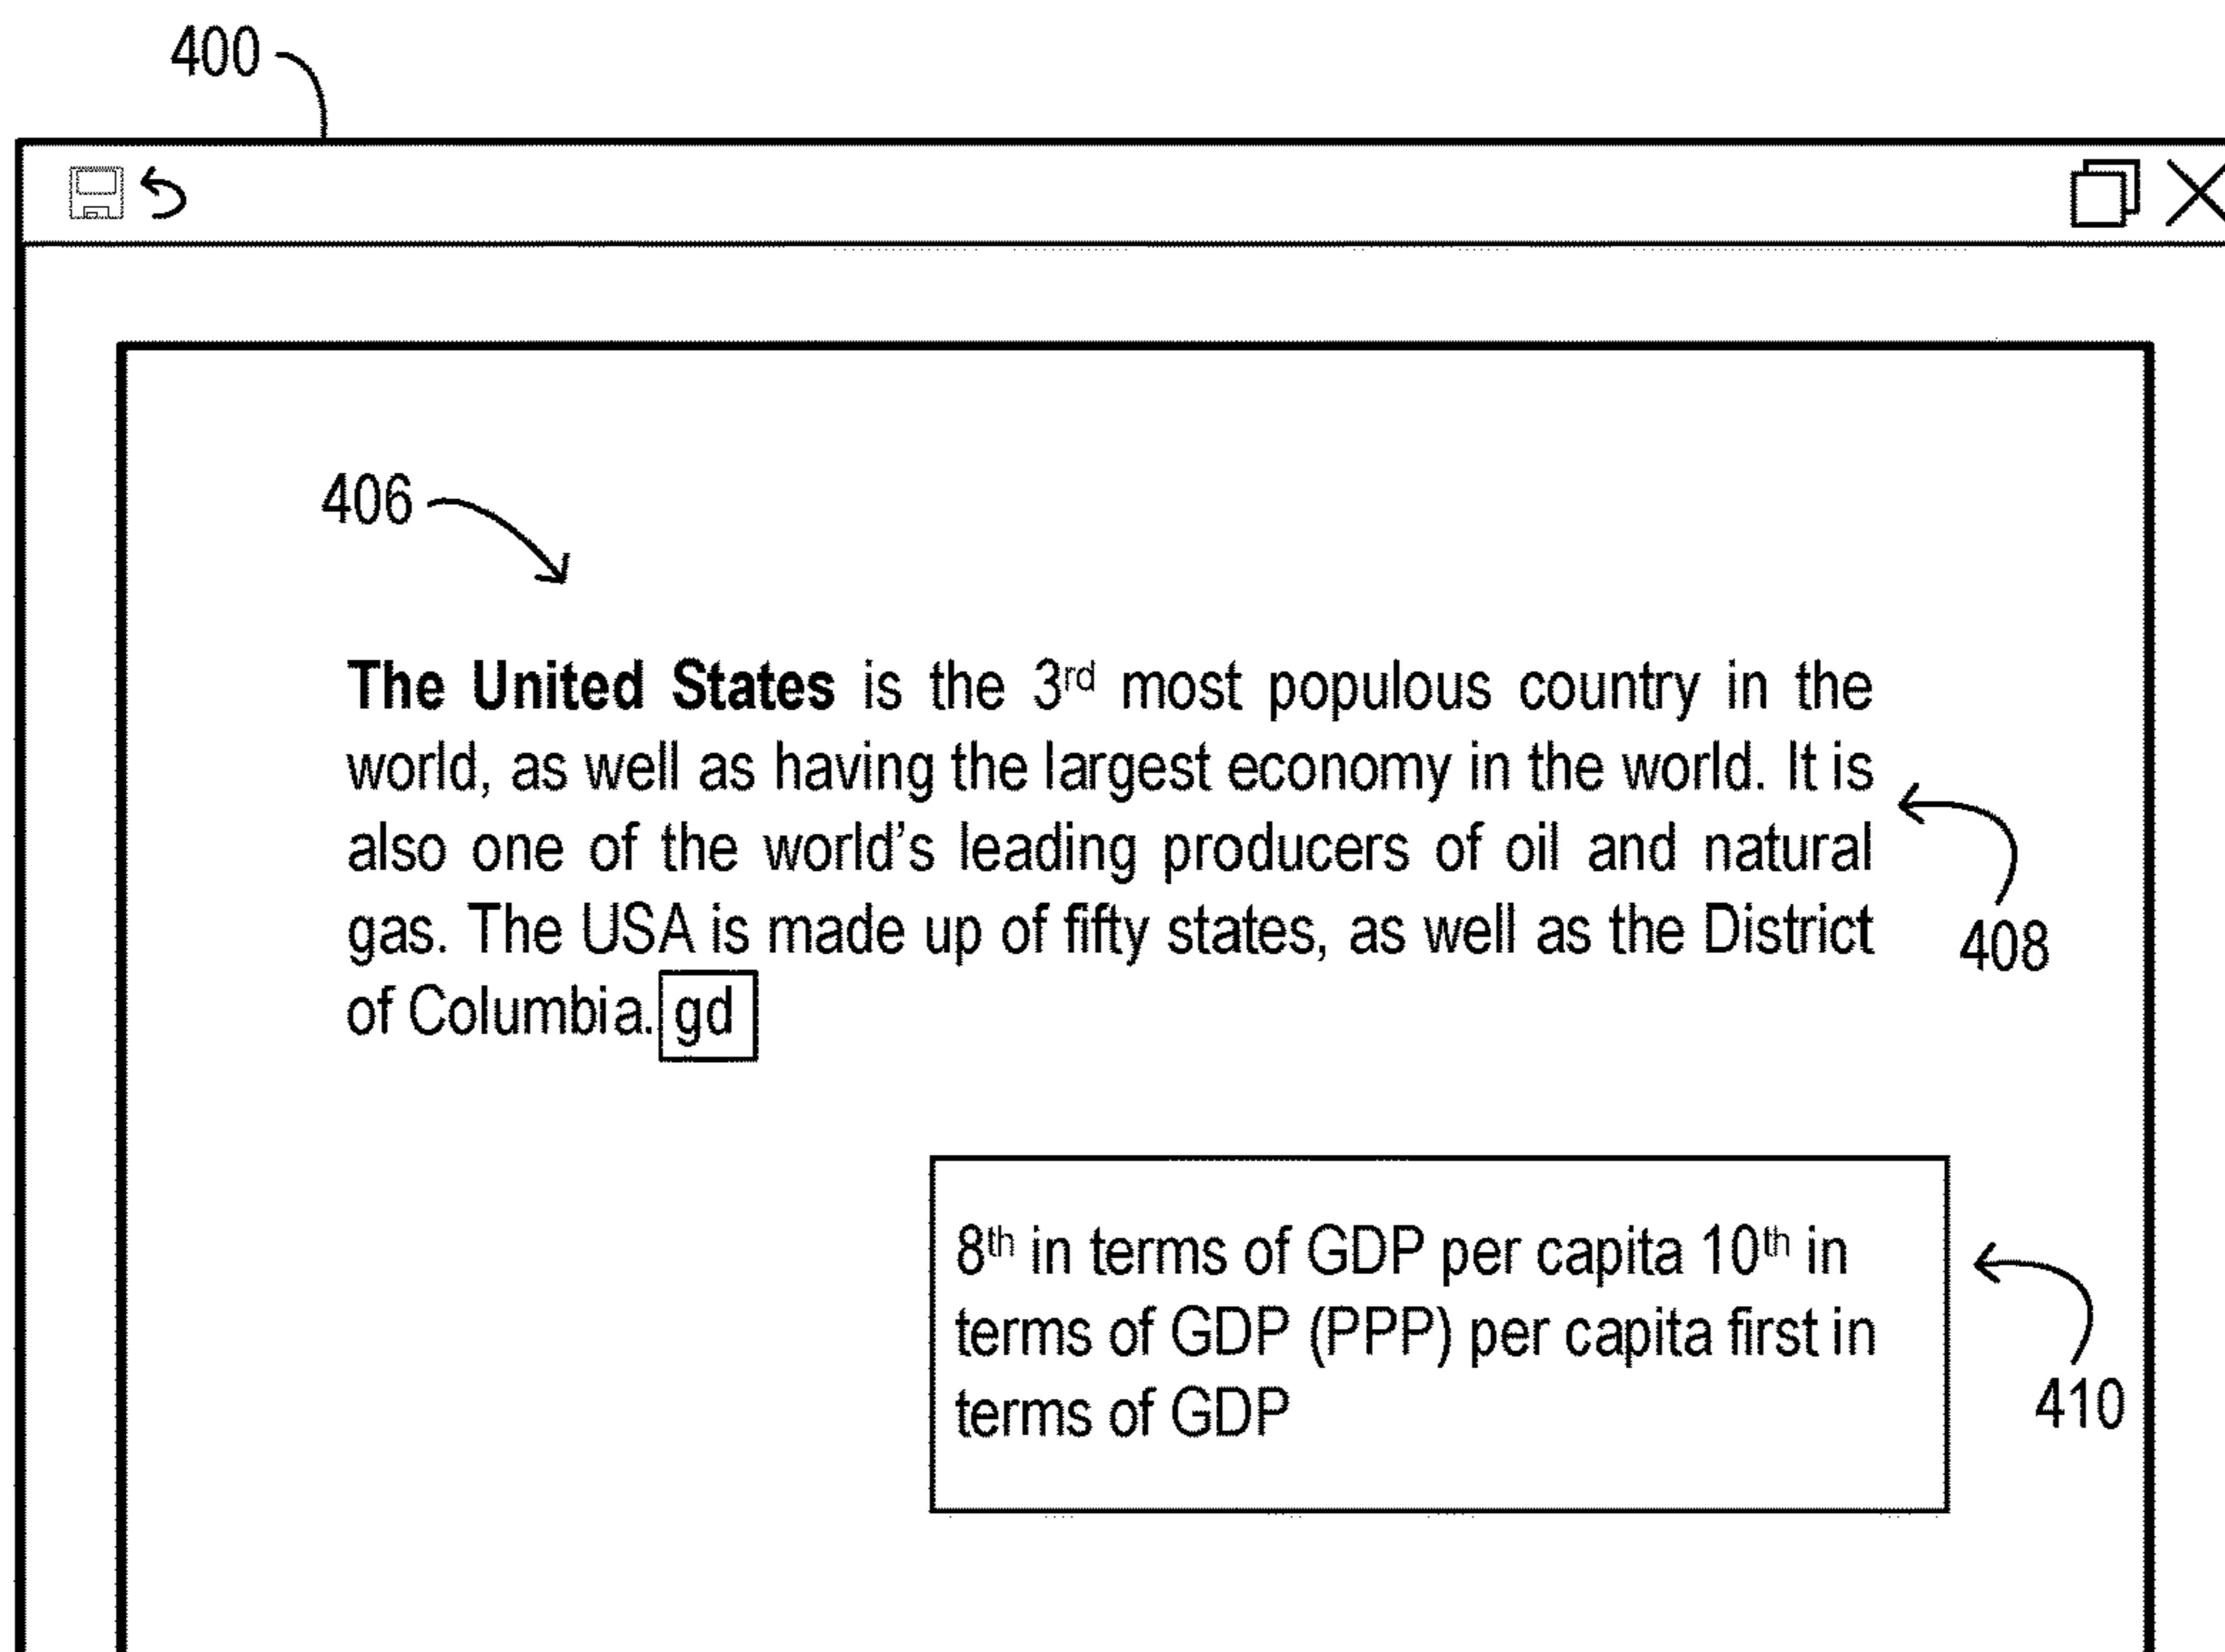 400
406
The United States is the 3rd most populous country in the
world, as well as having the largest economy in the world. It is
also one of the world's leading producers of oil and natural
gas. The USA is made up of fifty states, as well as the District
408
of Columbia. gd
8th in terms of GDP per capita 10th in
terms of GDP (PPP) per capita first in
terms of GDP
410